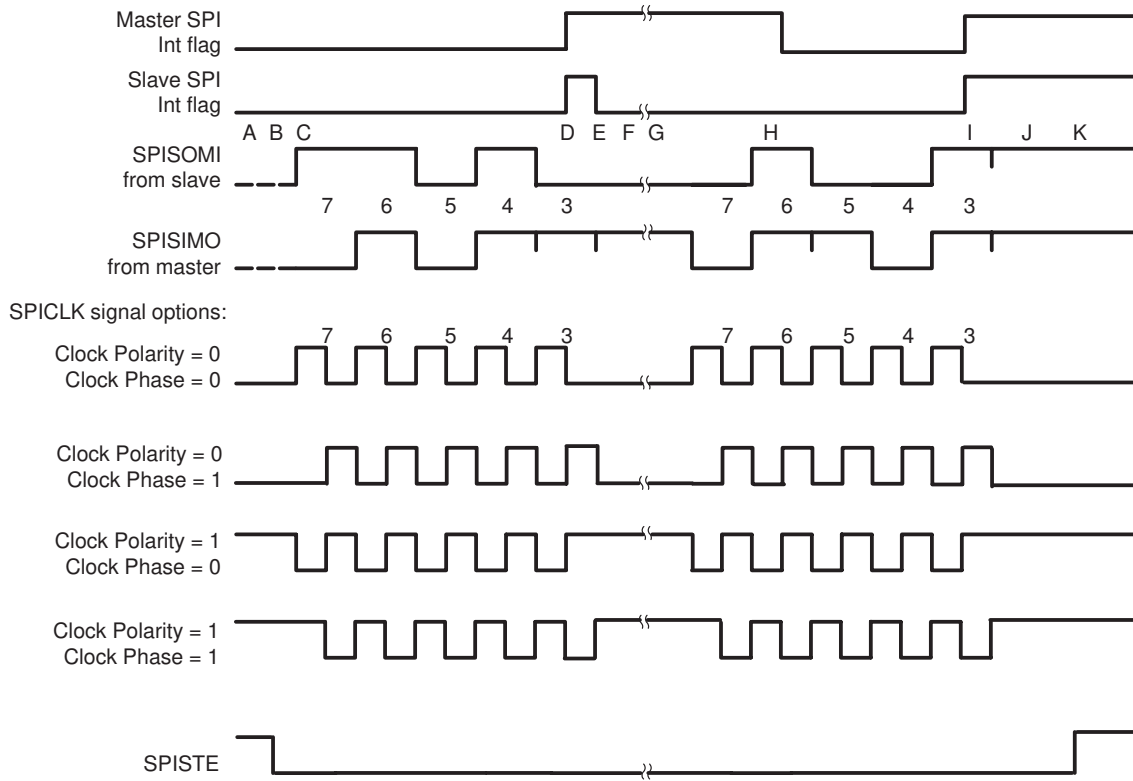 Master SPI
Int flag
Slave SPI
Int flag
A B C D E F G H I J K
SPISOMI
from slave
7 6 5 4 3 7 6 5 4 3
SPISIMO
from master
SPICLK signal options:
7 6 5 4 3 7 6 5 4 3
Clock Polarity = 0
Clock Phase = 0
Clock Polarity = 0
Clock Phase = 1
Clock Polarity = 1
Clock Phase = 0
Clock Polarity = 1
Clock Phase = 1
SPISTE